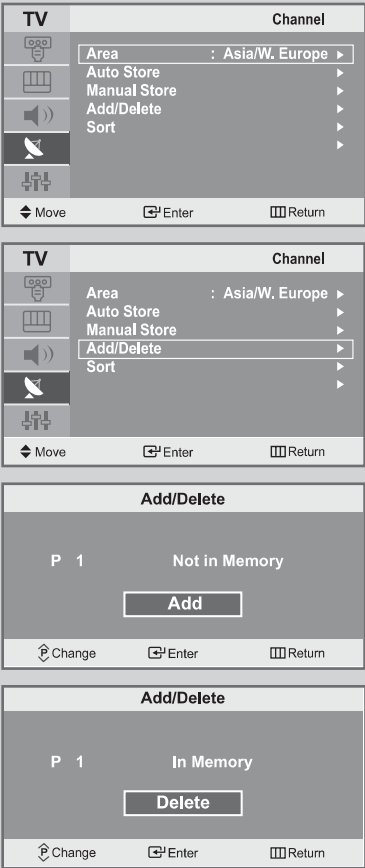 TV Channel
Area : Asia/W. Europe
Auto Store
Manual Store
Add/Delete
Sort
Move Enter Return
TV Channel
Area : Asia/W. Europe
Auto Store
Manual Store
Add/Delete
Sort
Move Enter Return
Add/Delete
P 1 Not in Memory
Add
P Change Enter Return
Add/Delete
P 1 In Memory
Delete
P Change Enter Return